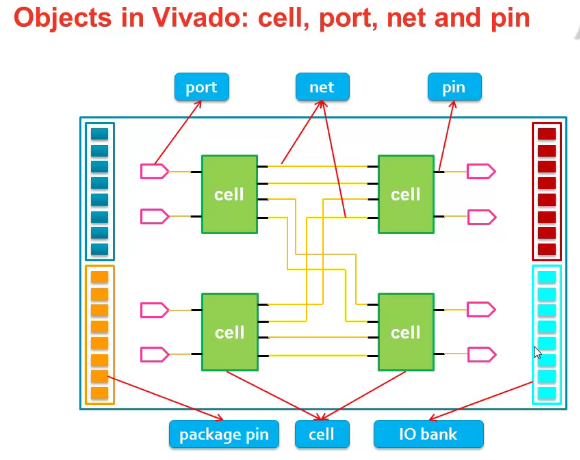 Objects in Vivado: cell, port, net and pin
port
net
pin
cell
cell
cell
cell
package pin
cell
IO bank